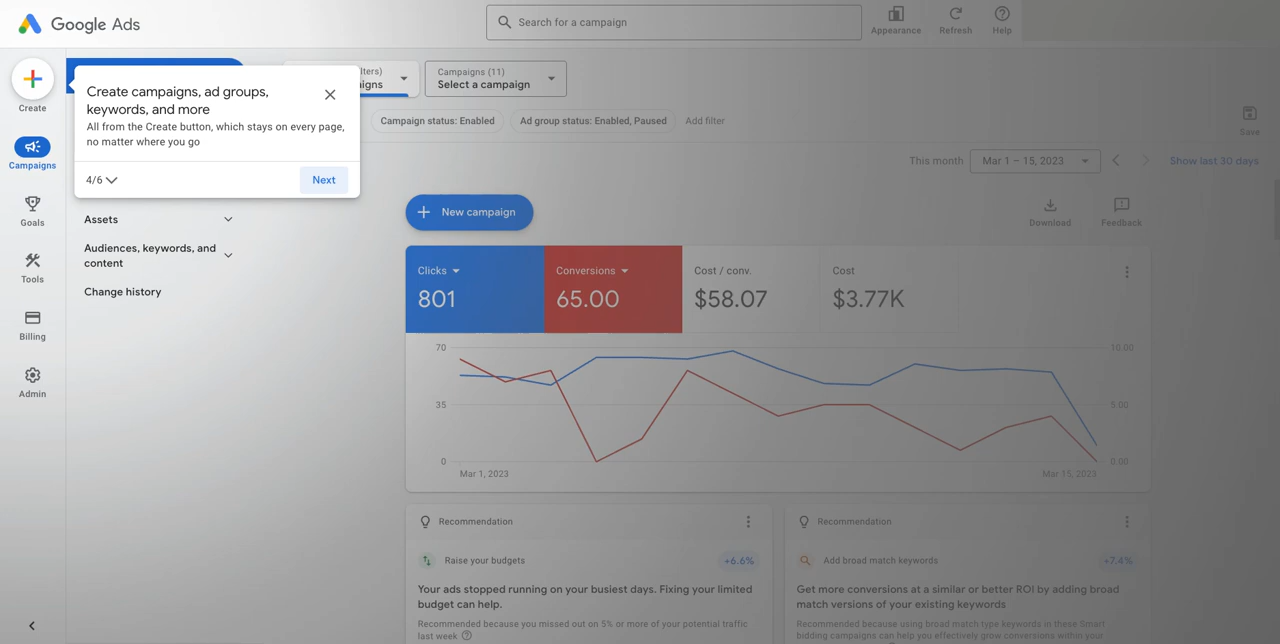 Google Ads
Search for a campaign
Appearance
Refresh
Help
Create
Campaigns
Goals
Tools
Billing
Admin
Create campaigns, ad groups,
keywords, and more
All from the Create button, which stays on every page,
no matter where you go
4/6
Next
Campaigns (11)
Select a campaign
Campaign status: Enabled
Ad group status: Enabled, Paused
Add filter
Save
This month
Mar 1 – 15, 2023
Show last 30 days
Assets
Audiences, keywords, and
content
Change history
New campaign
Download
Feedback
Clicks
801
Conversions
65.00
Cost / conv.
$58.07
Cost
$3.77K
70
35
0
10.00
5.00
0.00
Mar 1, 2023
Mar 15, 2023
Recommendation
Raise your budgets
+6.6%
Your ads stopped running on your busiest days. Fixing your limited
budget can help.
Recommended because you missed out on 5% or more of your potential traffic
last week
Recommendation
Add broad match keywords
+7.4%
Get more conversions at a similar or better ROI by adding broad
match versions of your existing keywords
Recommended because using broad match type keywords in these Smart
bidding campaigns can help you effectively grow conversions within your